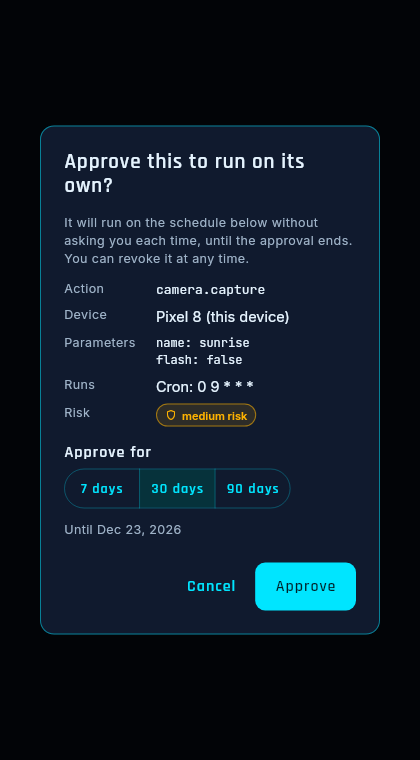 Approve this to run on its
own?
It will run on the schedule below without
asking you each time, until the approval ends.
You can revoke it at any time.
Action camera.capture
Device Pixel 8 (this device)
Parameters name: sunrise
flash: false
Runs Cron: 0 9 * * *
Risk medium risk
Approve for
7 days 30 days 90 days
Until Dec 23, 2026
Cancel Approve